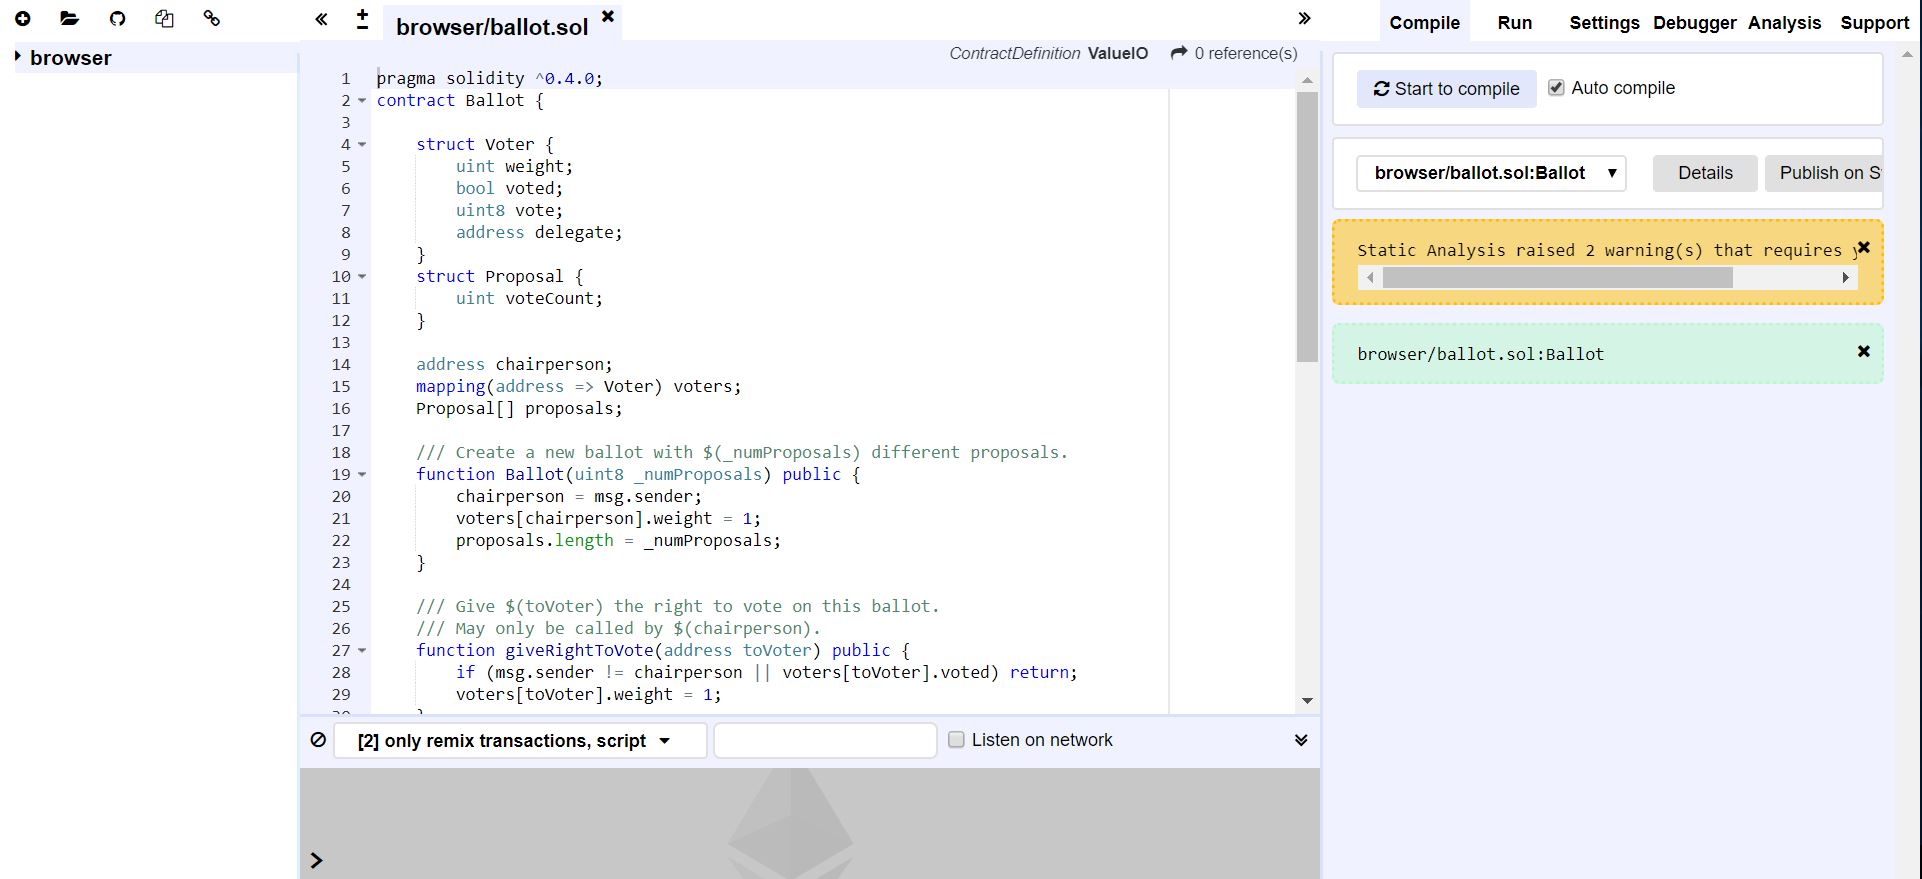 browser
browser/ballot.sol
ContractDefinition ValueIO 0 reference(s)
1 pragma solidity ^0.4.0;
2 contract Ballot {
3
4 struct Voter {
5 uint weight;
6 bool voted;
7 uint8 vote;
8 address delegate;
9 }
10 struct Proposal {
11 uint voteCount;
12 }
13
14 address chairperson;
15 mapping(address => Voter) voters;
16 Proposal[] proposals;
17
18 /// Create a new ballot with $(_numProposals) different proposals.
19 function Ballot(uint8 _numProposals) public {
20 chairperson = msg.sender;
21 voters[chairperson].weight = 1;
22 proposals.length = _numProposals;
23 }
24
25 /// Give $(toVoter) the right to vote on this ballot.
26 /// May only be called by $(chairperson).
27 function giveRightToVote(address toVoter) public {
28 if (msg.sender != chairperson || voters[toVoter].voted) return;
29 voters[toVoter].weight = 1;
[2] only remix transactions, script
Listen on network
>
Compile Run Settings Debugger Analysis Support
Start to compile Auto compile
browser/ballot.sol:Ballot Details Publish on S
Static Analysis raised 2 warning(s) that requires
browser/ballot.sol:Ballot